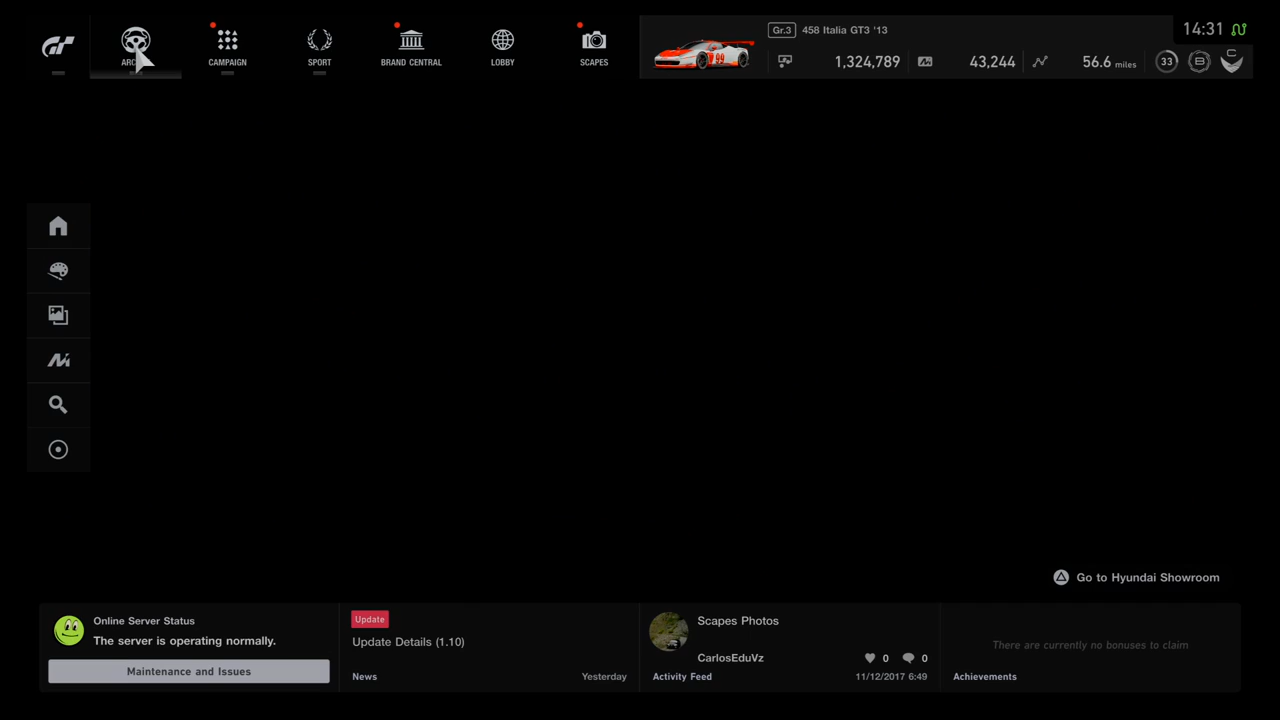 ARC
CAMPAIGN
SPORT
BRAND CENTRAL
LOBBY
SCAPES
Gr.3 458 Italia GT3 '13
14:31
1,324,789
43,244
56.6 miles
33
B
C
99
Go to Hyundai Showroom
Online Server Status
The server is operating normally.
Maintenance and Issues
Update
Update Details (1.10)
News
Yesterday
Scapes Photos
CarlosEduVz
0
0
Activity Feed
11/12/2017 6:49
There are currently no bonuses to claim
Achievements